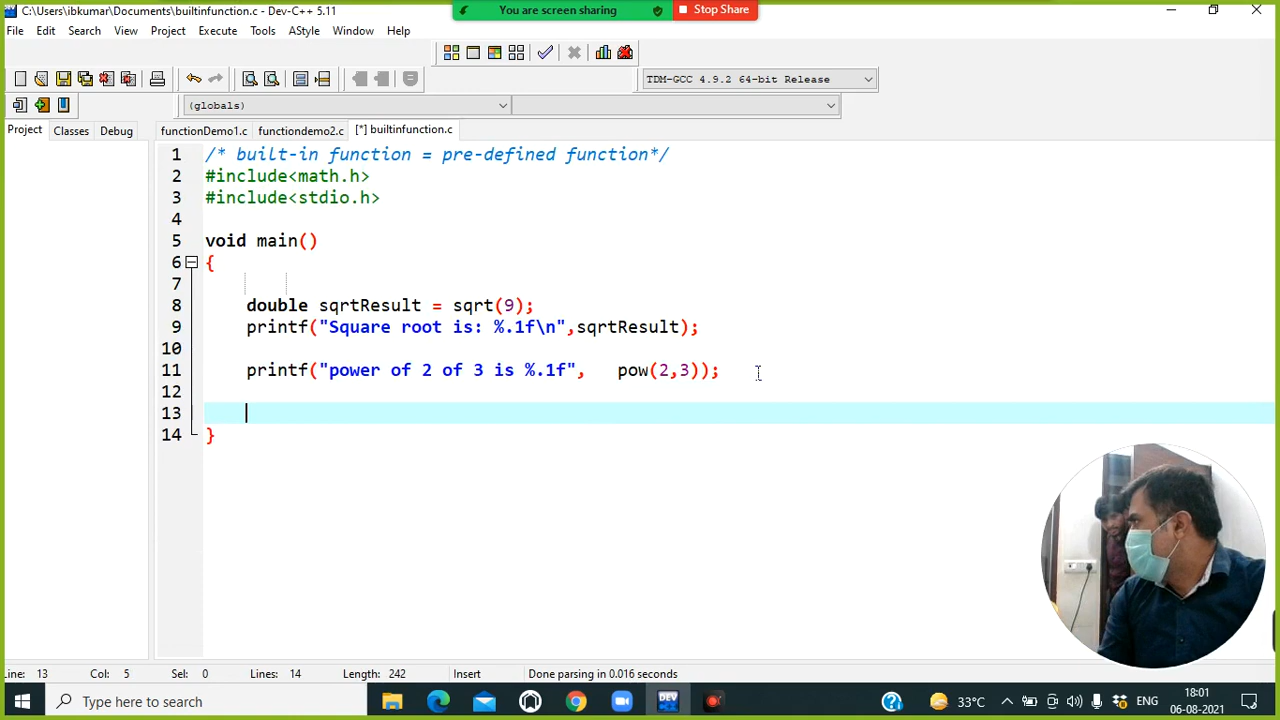 C:\Users\ibkumar\Documents\builtinfunction.c - Dev-C++ 5.11
You are screen sharing
Stop Share
File Edit Search View Project Execute Tools AStyle Window Help
TDM-GCC 4.9.2 64-bit Release
(globals)
Project Classes Debug
functionDemo1.c functiondemo2.c [*] builtinfunction.c
1 /* built-in function = pre-defined function*/
2 #include<math.h>
3 #include<stdio.h>
4
5 void main()
6 {
7
8 double sqrtResult = sqrt(9);
9 printf("Square root is: %.1f\n",sqrtResult);
10
11 printf("power of 2 of 3 is %.1f", pow(2,3));
12
13
14 }
Line: 13 Col: 5 Sel: 0 Lines: 14 Length: 242 Insert Done parsing in 0.016 seconds
Type here to search
DEV
33°C
ENG
18:01
06-08-2021